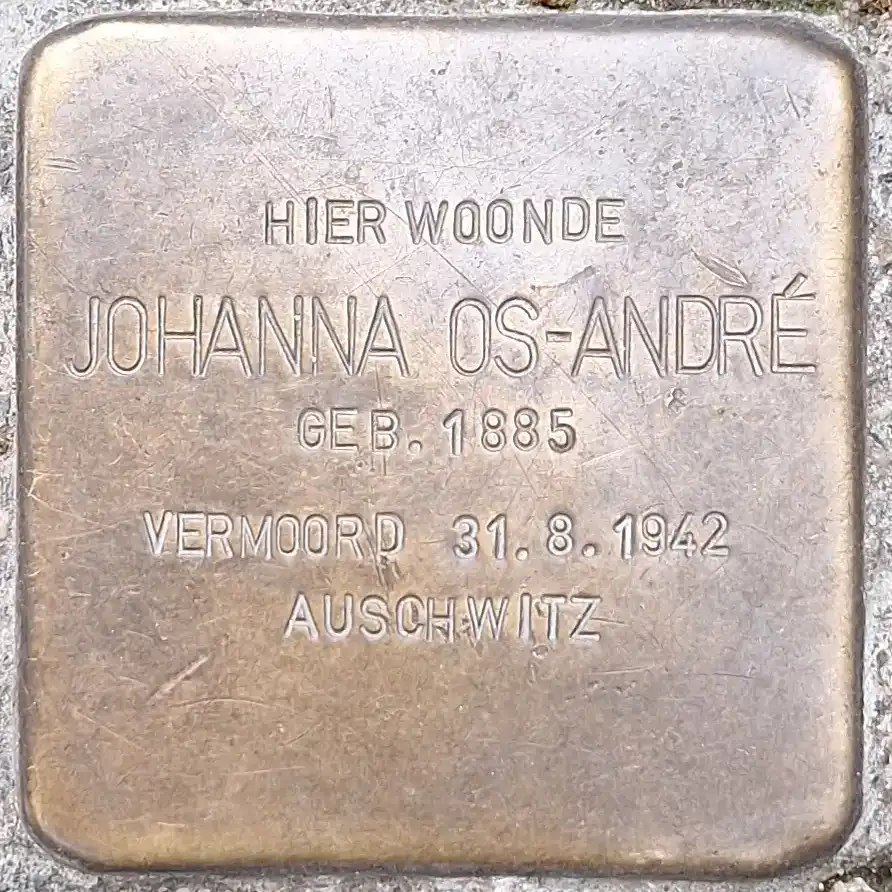 HIER WOONDE
JOHANNA OS-ANDRÉ
GEB. 1885
VERMOORD 31.8.1942
AUSCHWITZ